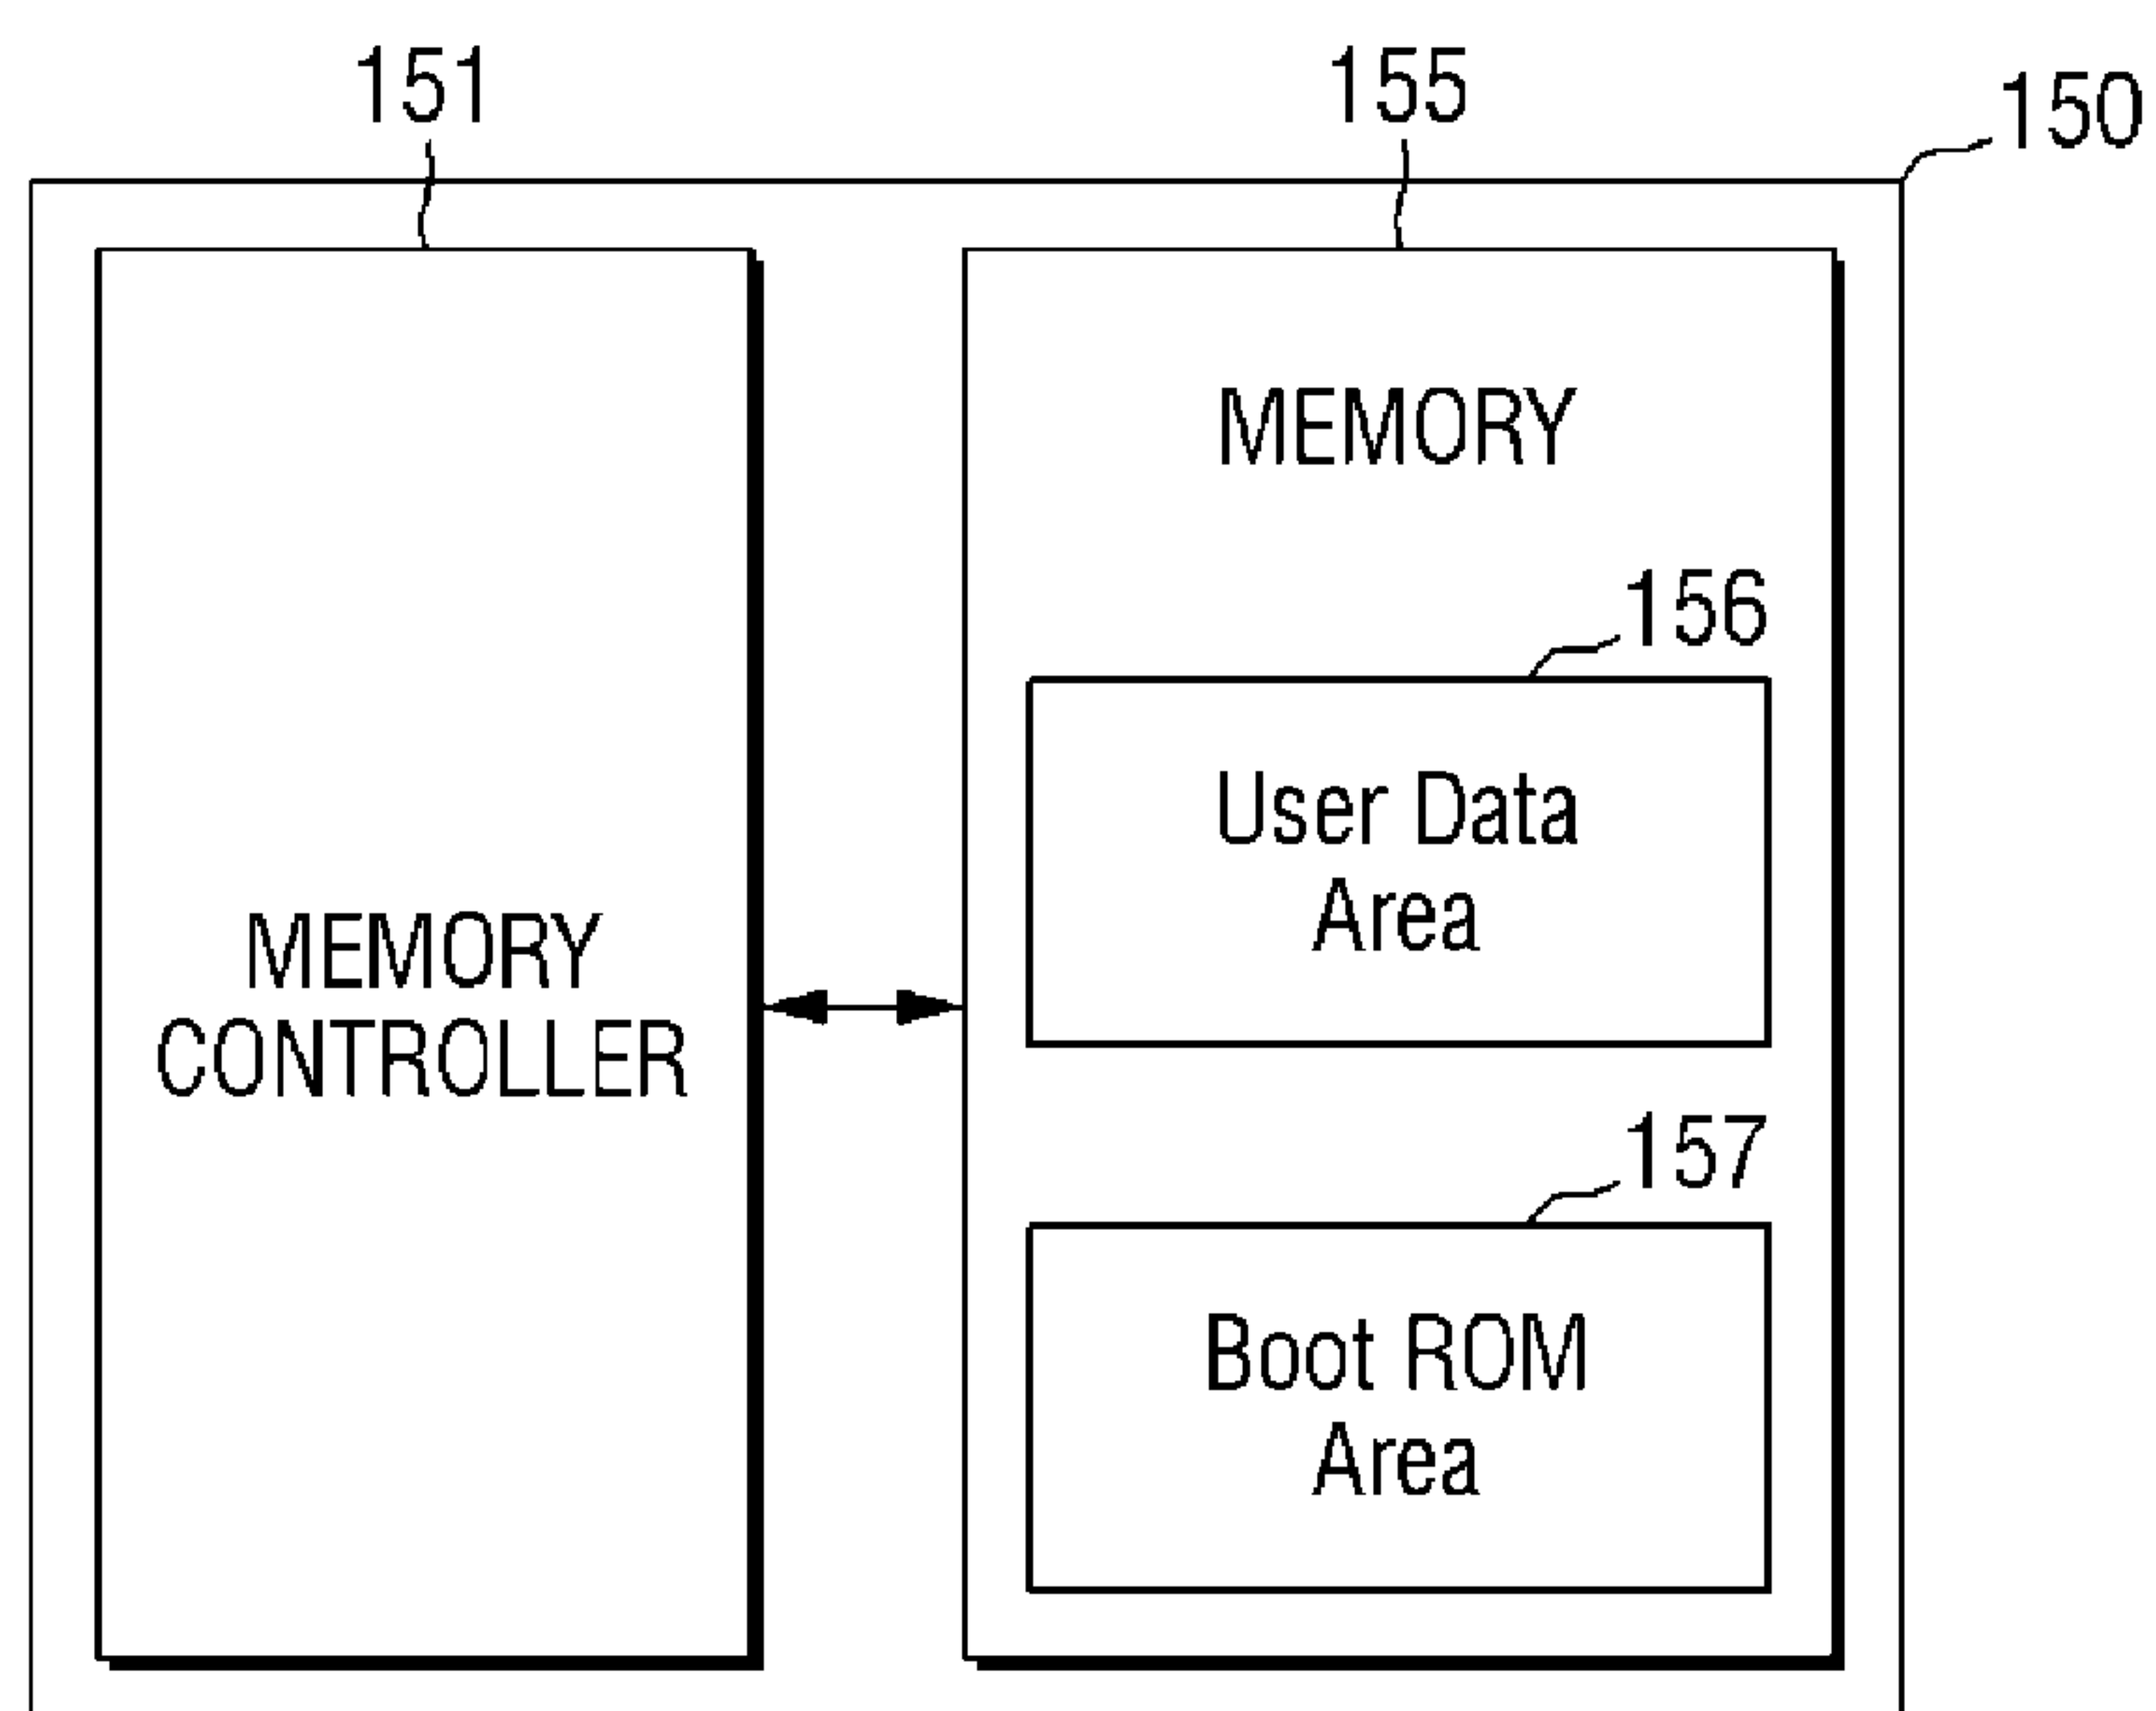 151
155
150
MEMORY
156
User Data
Area
MEMORY
CONTROLLER
157
Boot ROM
Area